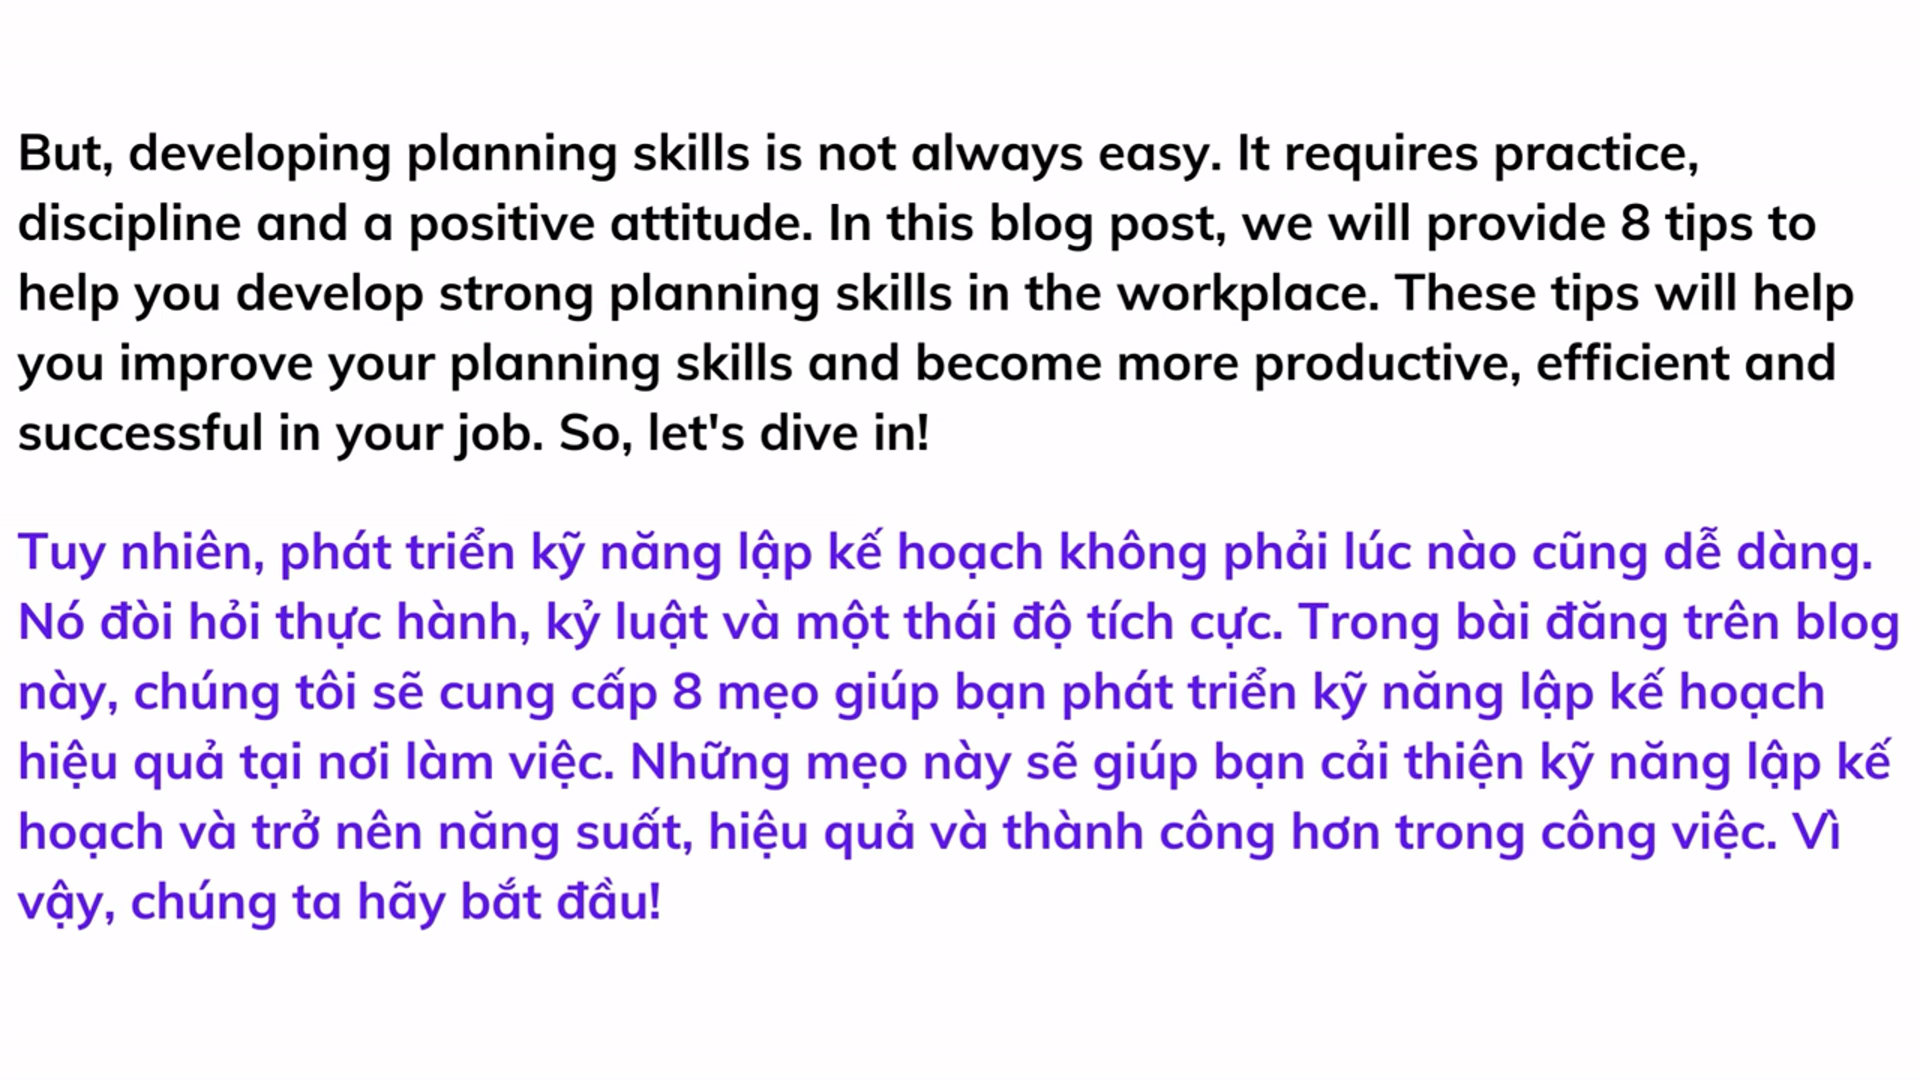 But, developing planning skills is not always easy. It requires practice,
discipline and a positive attitude. In this blog post, we will provide 8 tips to
help you develop strong planning skills in the workplace. These tips will help
you improve your planning skills and become more productive, efficient and
successful in your job. So, let's dive in!
Tuy nhiên, phát triển kỹ năng lập kế hoạch không phải lúc nào cũng dễ dàng.
Nó đòi hỏi thực hành, kỷ luật và một thái độ tích cực. Trong bài đăng trên blog
này, chúng tôi sẽ cung cấp 8 mẹo giúp bạn phát triển kỹ năng lập kế hoạch
hiệu quả tại nơi làm việc. Những mẹo này sẽ giúp bạn cải thiện kỹ năng lập kế
hoạch và trở nên năng suất, hiệu quả và thành công hơn trong công việc. Vì
vậy, chúng ta hãy bắt đầu!